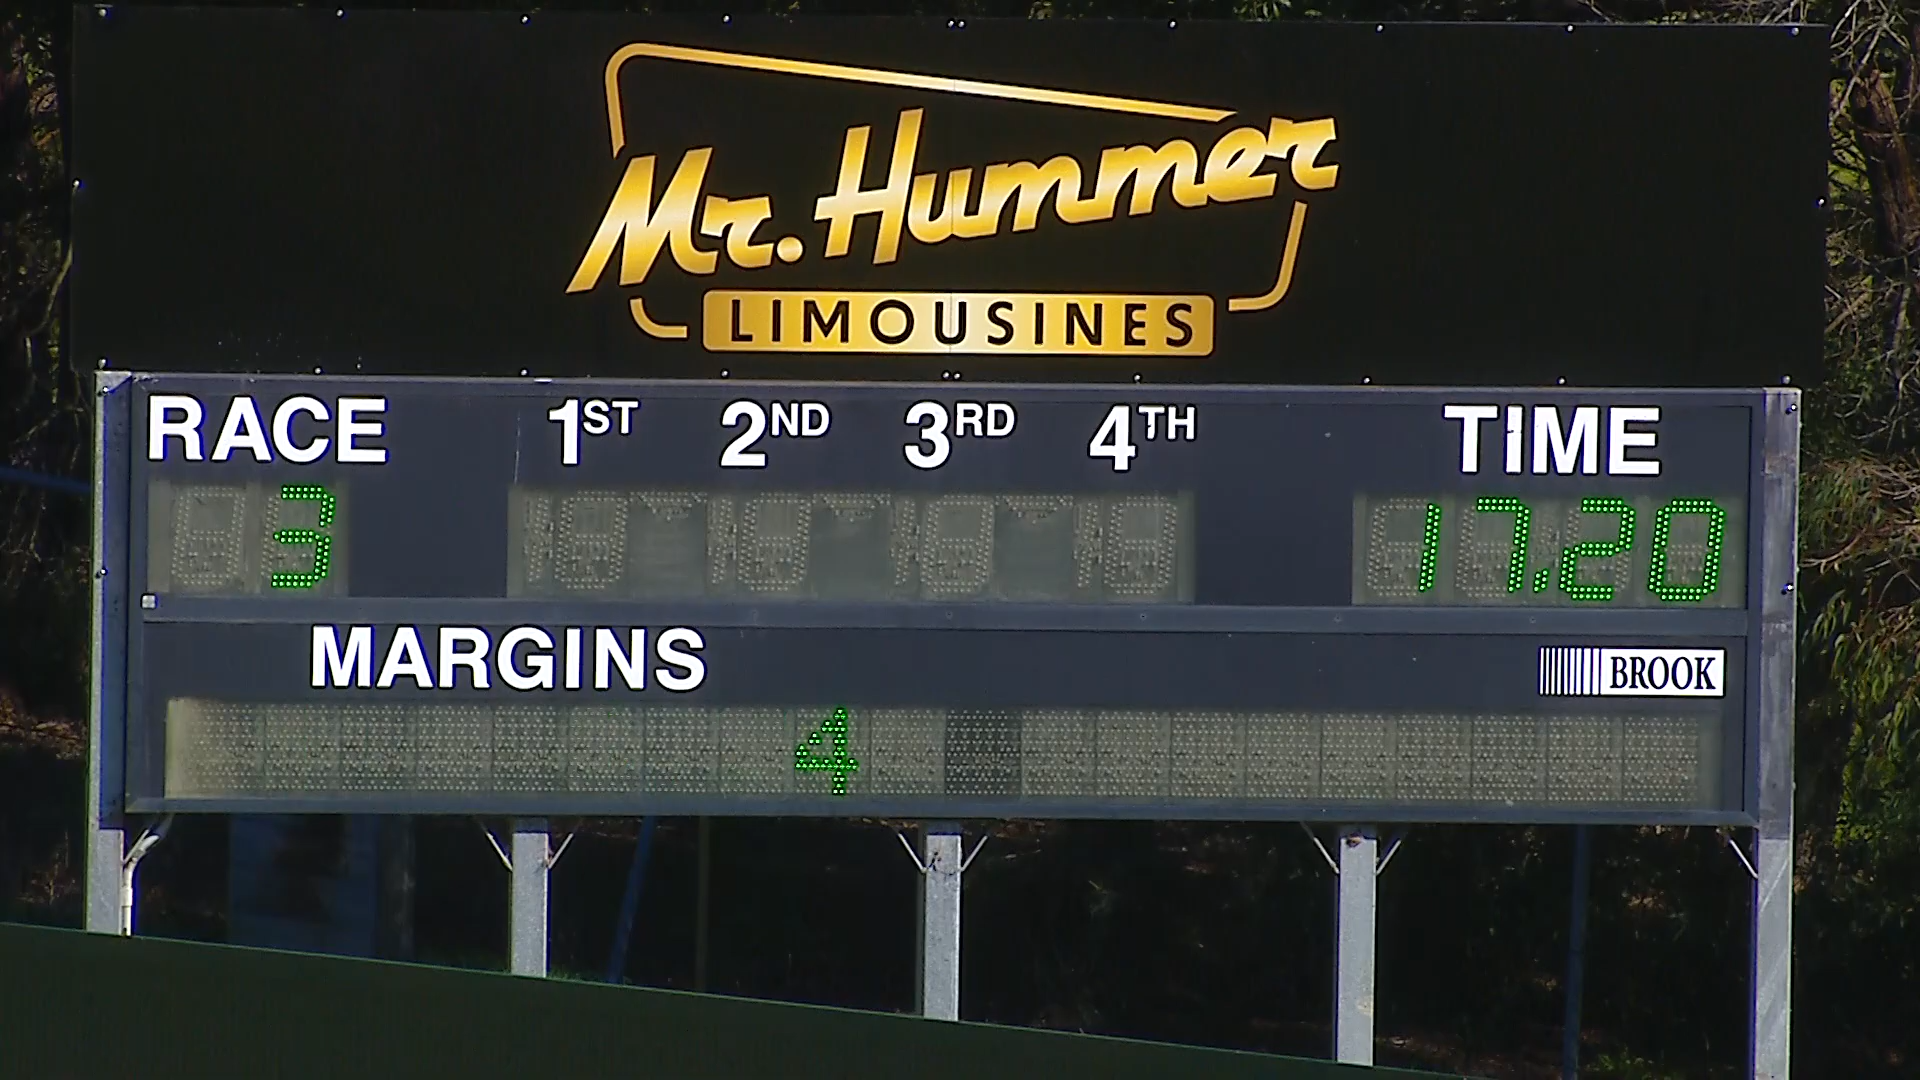 Mr. Hummer
LIMOUSINES
RACE 1ST 2ND 3RD 4TH TIME
3 17.20
MARGINS
BROOK
4